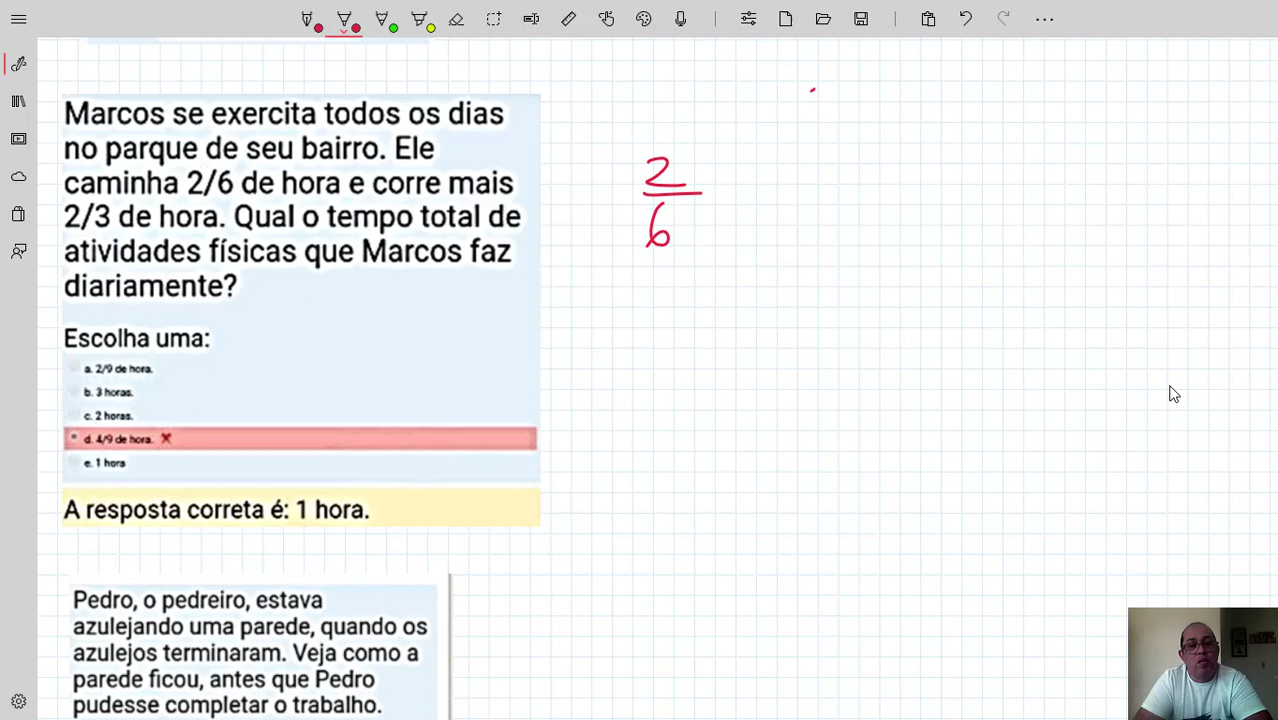 Marcos se exercita todos os dias
no parque de seu bairro. Ele
caminha 2/6 de hora e corre mais
2/3 de hora. Qual o tempo total de
atividades físicas que Marcos faz
diariamente?
Escolha uma:
a. 2/9 de hora.
b. 3 horas.
c. 2 horas.
d. 4/9 de hora.
e. 1 hora
A resposta correta é: 1 hora.
2
6
Pedro, o pedreiro, estava
azulejando uma parede, quando os
azulejos terminaram. Veja como a
parede ficou, antes que Pedro
pudesse completar o trabalho.